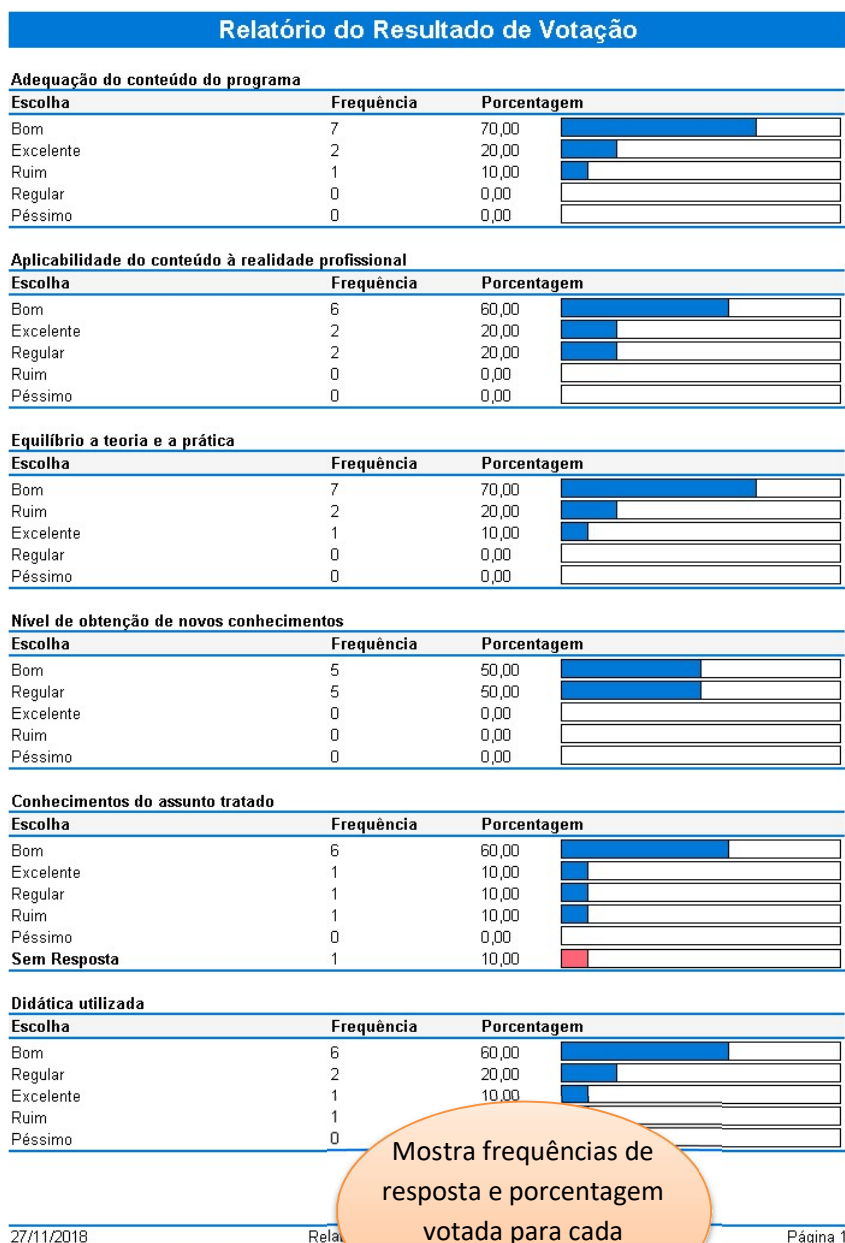 Relatório do Resultado de Votação
Adequação do conteúdo do programa
Escolha Frequência Porcentagem
Bom 7 70,00
Excelente 2 20,00
Ruim 1 10,00
Regular 0 0,00
Péssimo 0 0,00
Aplicabilidade do conteúdo à realidade profissional
Escolha Frequência Porcentagem
Bom 6 60,00
Excelente 2 20,00
Regular 2 20,00
Ruim 0 0,00
Péssimo 0 0,00
Equilíbrio a teoria e a prática
Escolha Frequência Porcentagem
Bom 7 70,00
Ruim 2 20,00
Excelente 1 10,00
Regular 0 0,00
Péssimo 0 0,00
Nível de obtenção de novos conhecimentos
Escolha Frequência Porcentagem
Bom 5 50,00
Regular 5 50,00
Excelente 0 0,00
Ruim 0 0,00
Péssimo 0 0,00
Conhecimentos do assunto tratado
Escolha Frequência Porcentagem
Bom 6 60,00
Excelente 1 10,00
Regular 1 10,00
Ruim 1 10,00
Péssimo 0 0,00
Sem Resposta 1 10,00
Didática utilizada
Escolha Frequência Porcentagem
Bom 6 60,00
Regular 2 20,00
Excelente 1 10,00
Ruim 1
Péssimo 0
Mostra frequências de
resposta e porcentagem
votada para cada
27/11/2018 Página 1